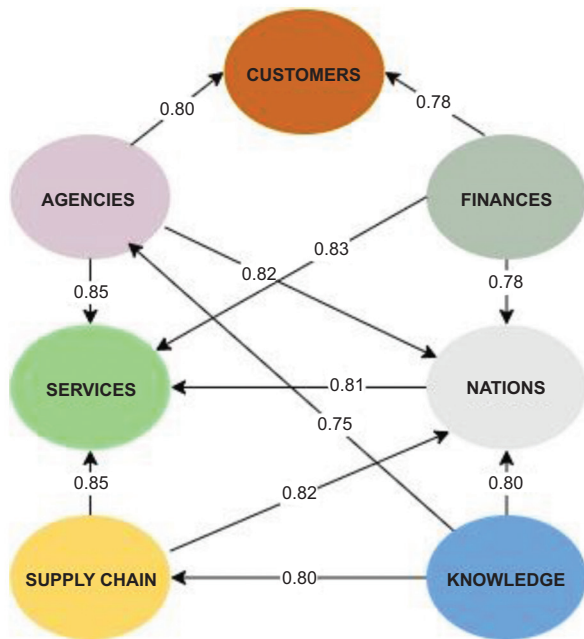 CUSTOMERS
0.80
0.78
AGENCIES
FINANCES
0.83
0.82
0.85
0.78
SERVICES
0.81
NATIONS
0.75
0.85
0.82
0.80
SUPPLY CHAIN
0.80
KNOWLEDGE